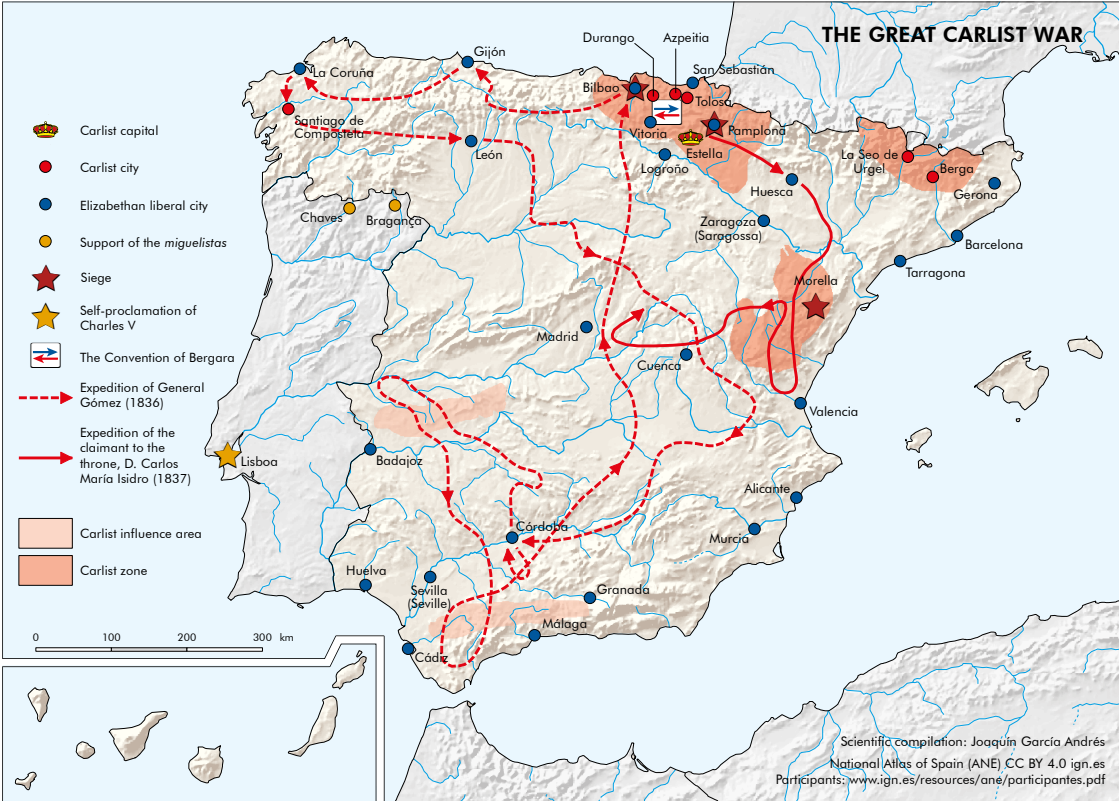 THE GREAT CARLIST WAR
Carlist capital
Carlist city
Elizabethan liberal city
Support of the miguelistas
Siege
Self-proclamation of
Charles V
The Convention of Bergara
Expedition of General
Gómez (1836)
Expedition of the
claimant to the
throne, D. Carlos
María Isidro (1837)
Carlist influence area
Carlist zone
0 100 200 300 km
Durango
Azpeitia
Gijón
La Coruña
San Sebastián
Bilbao
Tolosa
Santiago de
Compostela
Vitoria
Pamplona
León
Estella
Logroño
La Seo de
Urgel
Berga
Huesca
Gerona
Chaves
Bragança
Zaragoza
(Saragossa)
Barcelona
Tarragona
Morella
Madrid
Cuenca
Valencia
Lisboa
Badajoz
Alicante
Córdoba
Murcia
Huelva
Sevilla
(Seville)
Granada
Málaga
Cádiz
Scientific compilation: Joaquín García Andrés
National Atlas of Spain (ANE) CC BY 4.0 ign.es
Participants: www.ign.es/resources/ane/participantes.pdf